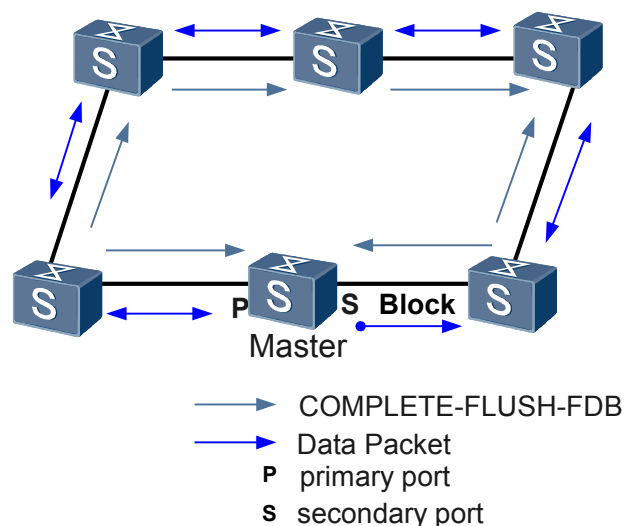 S S S
S S S
P S Block
Master
COMPLETE-FLUSH-FDB
Data Packet
P primary port
S secondary port